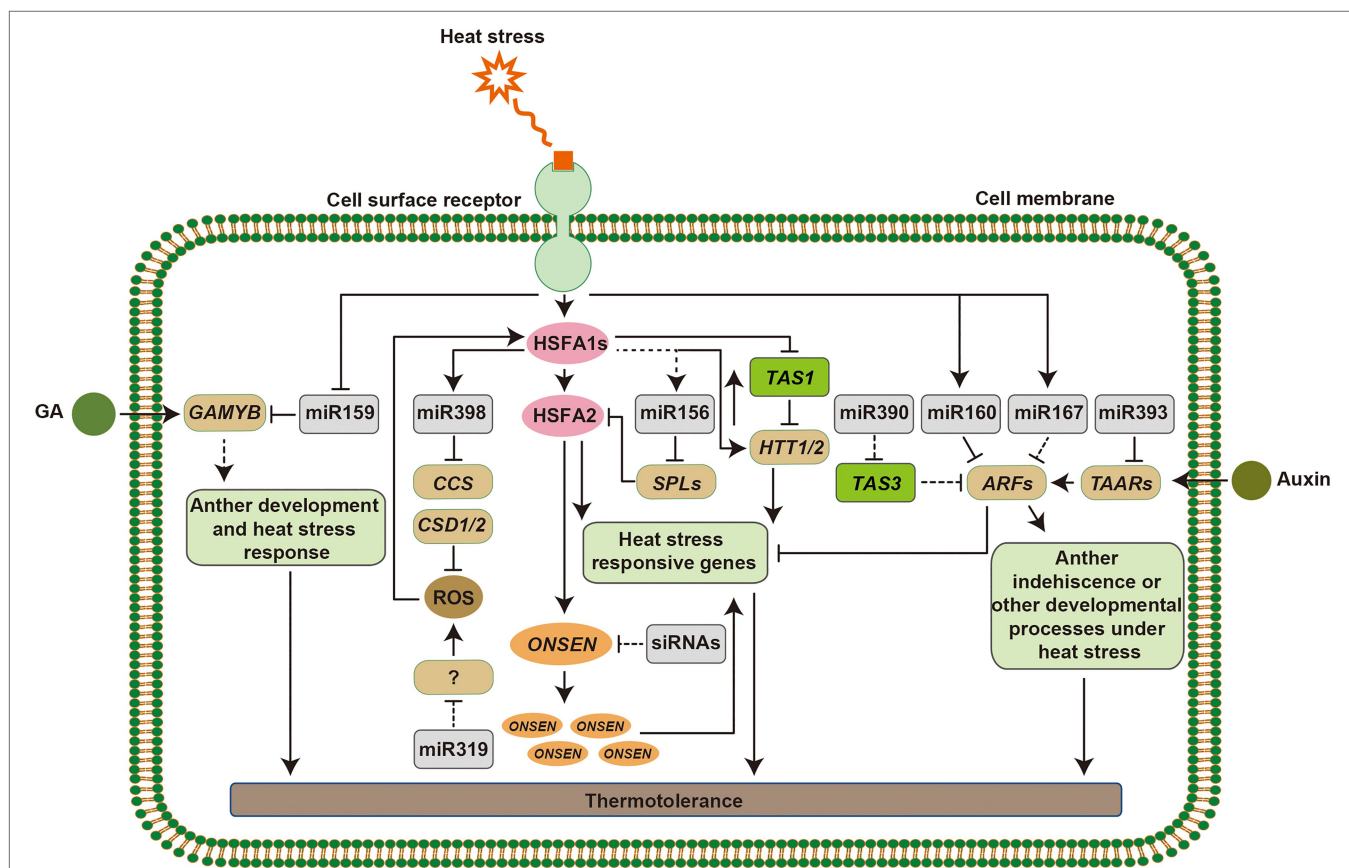 Heat stress
Cell surface receptor
Cell membrane
HSFA1s
TAS1
GA
GAMYB
miR159
miR398
HSFA2
miR156
HTT1/2
miR390
miR160
miR167
miR393
CCS
SPLs
TAS3
ARFs
TAARs
Auxin
Anther development
and heat stress
response
CSD1/2
Heat stress
responsive genes
Anther
indehiscence or
other developmental
processes under
heat stress
ROS
ONSEN
siRNAs
?
miR319
ONSEN
ONSEN
ONSEN
ONSEN
Thermotolerance